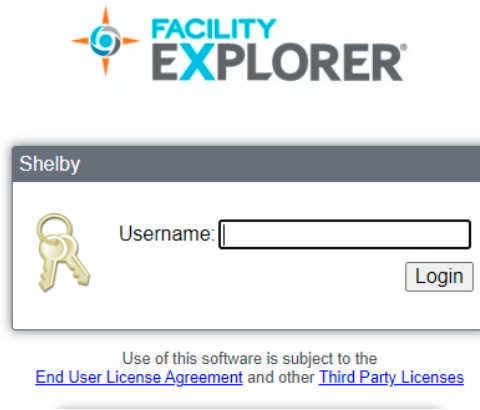 FACILITY
EXPLORER®
Shelby
Username:
Login
Use of this software is subject to the
End User License Agreement and other Third Party Licenses